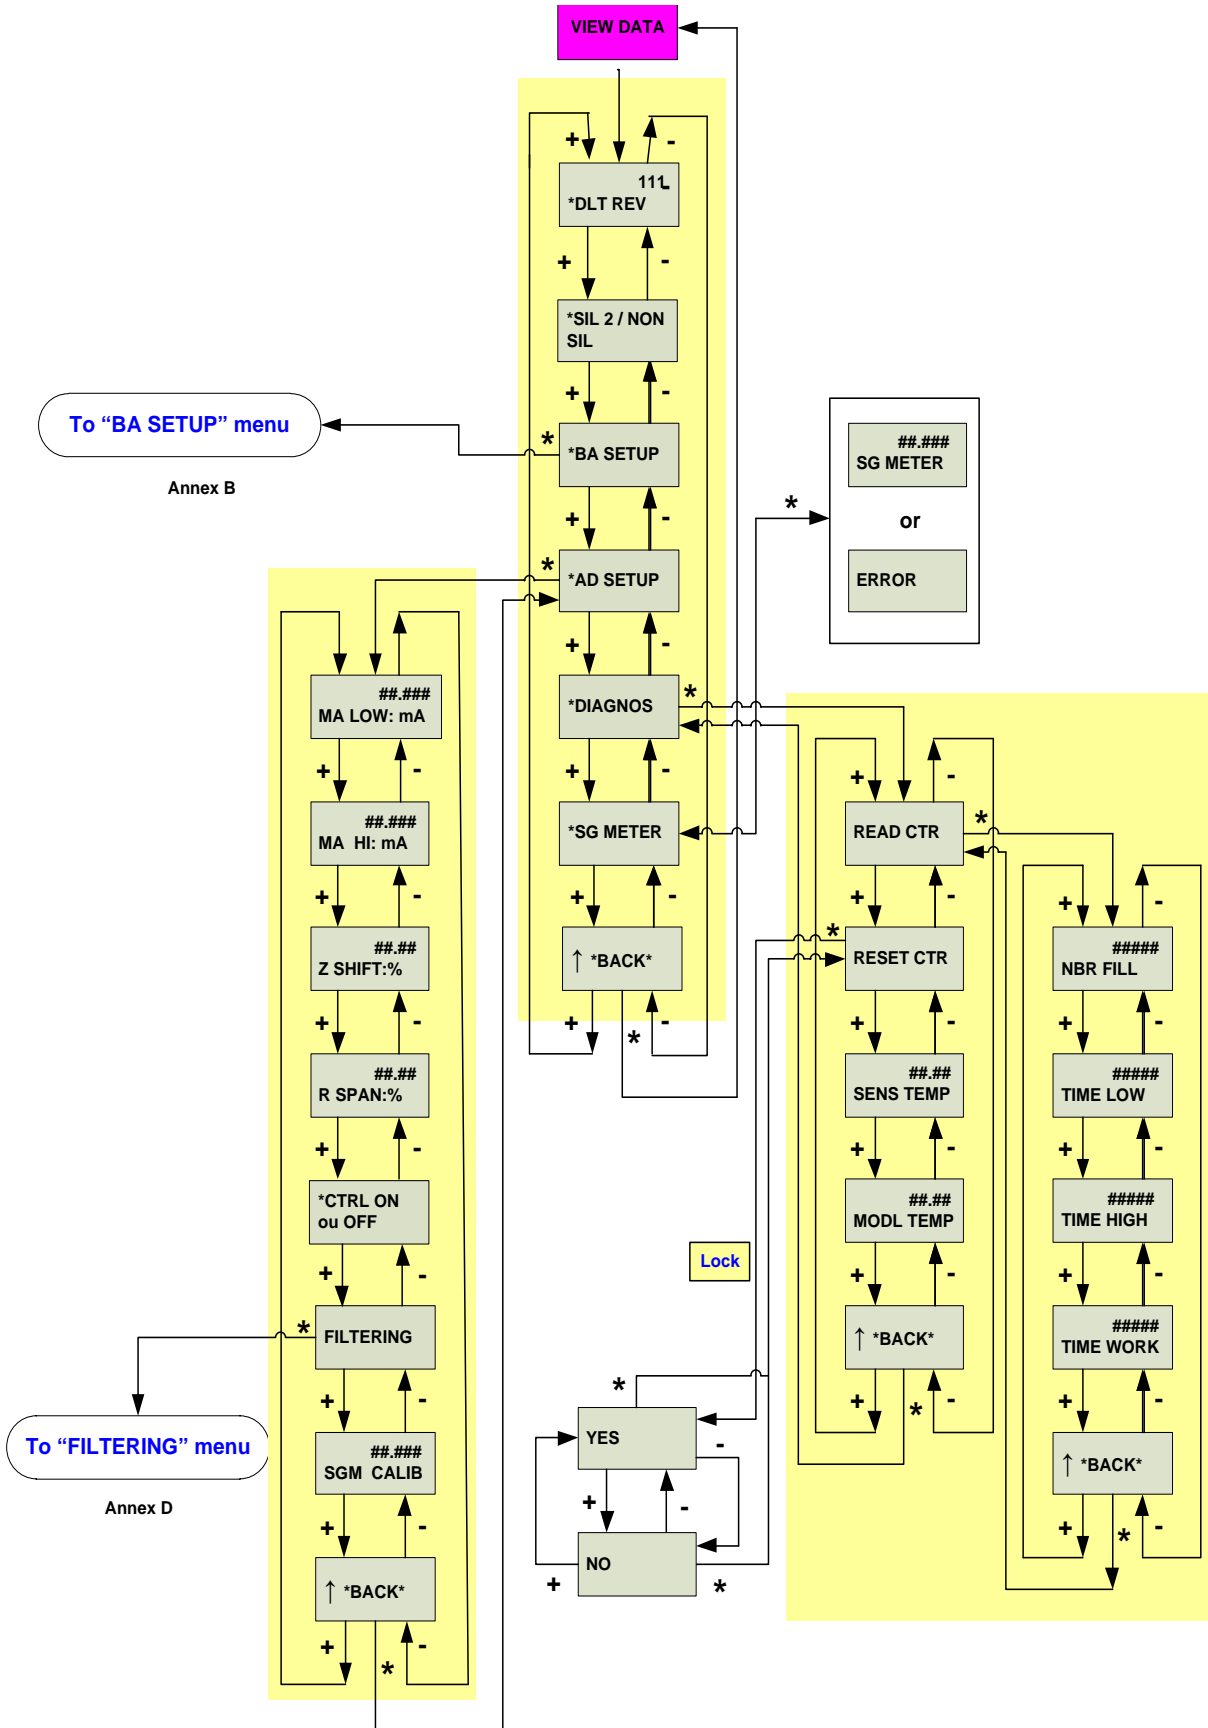 VIEW DATA
+
-
111-
*DLT REV
+
-
*SIL 2 / NON
SIL
+
-
To “BA SETUP” menu
*
*BA SETUP
Annex B
+
-
*
##.###
SG METER
or
ERROR
*
*AD SETUP
+
-
*DIAGNOS
*
+
-
*SG METER
+
-
↑ *BACK*
+
*
-
##.###
MA LOW: mA
+
-
##.###
MA HI: mA
+
-
##.##
Z SHIFT:%
+
-
##.##
R SPAN:%
+
-
*CTRL ON
ou OFF
+
-
*
FILTERING
To “FILTERING” menu
Annex D
+
-
##.###
SGM CALIB
+
-
↑ *BACK*
+
*
-
+
-
READ CTR
*
+
-
*
RESET CTR
+
-
##.##
SENS TEMP
+
-
##.##
MODL TEMP
+
-
↑ *BACK*
+
*
-
+
-
#####
NBR FILL
+
-
#####
TIME LOW
+
-
#####
TIME HIGH
+
-
#####
TIME WORK
+
-
↑ *BACK*
+
*
-
Lock
*
YES
-
+
-
NO
+
*